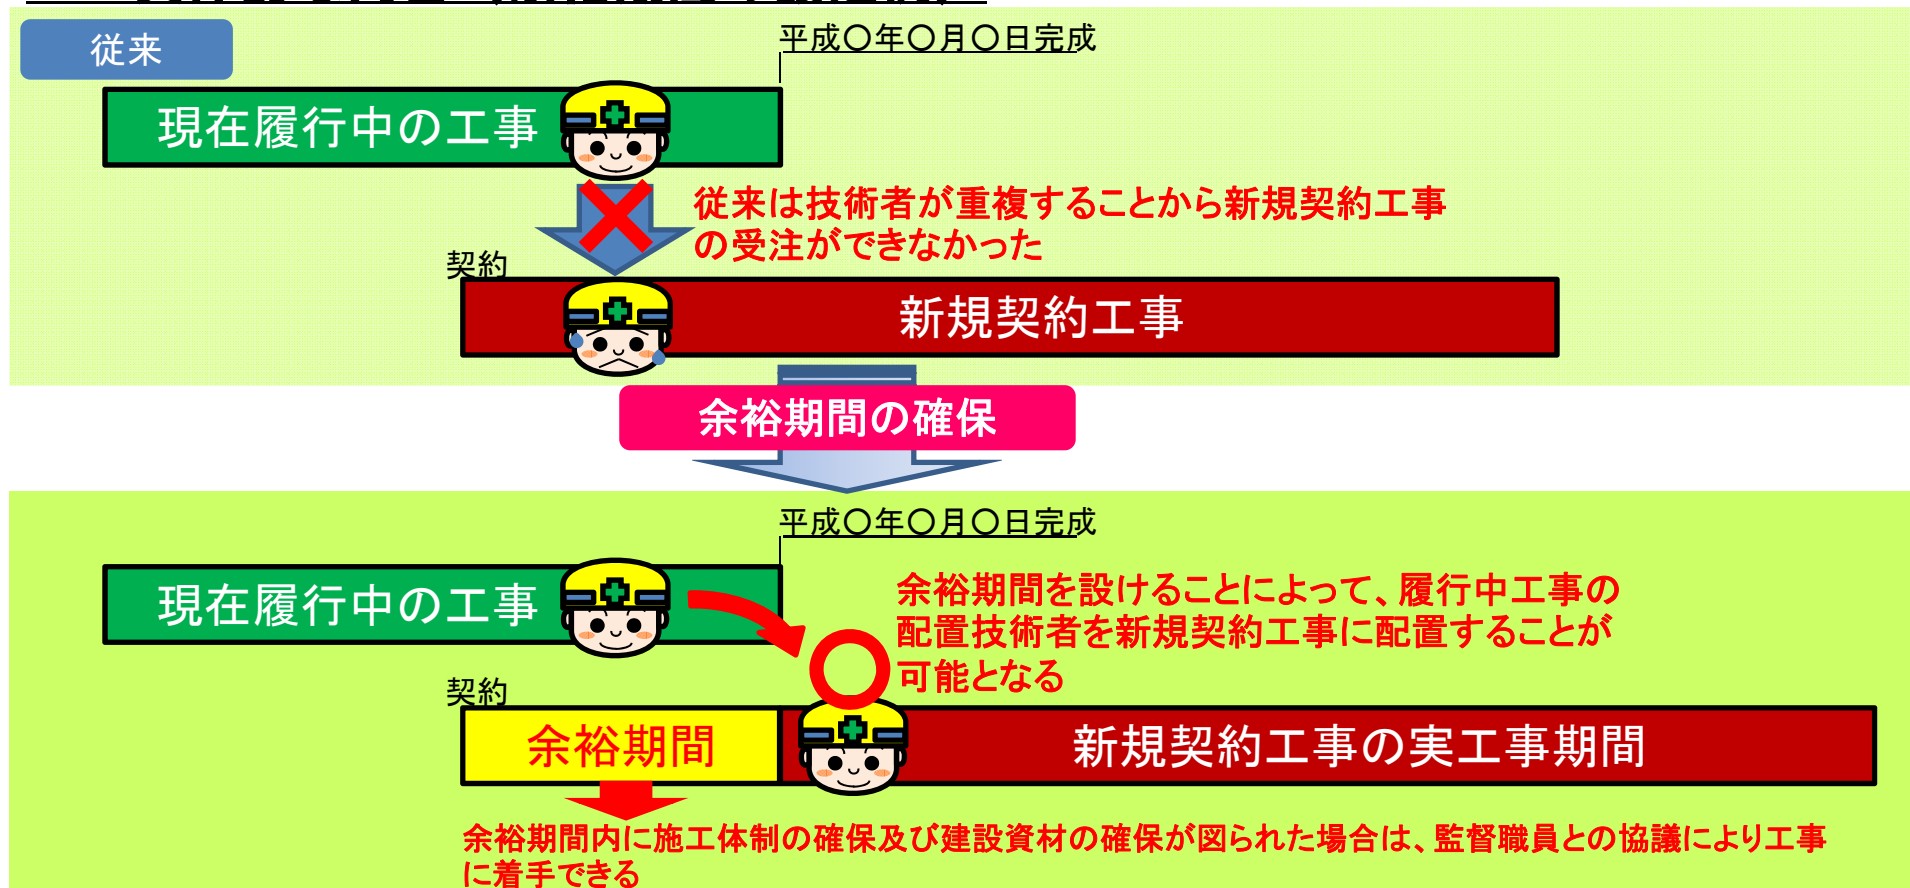 従来
平成〇年〇月〇日完成
現在履行中の工事
従来は技術者が重複することから新規契約工事
の受注ができなかった
契約
新規契約工事
余裕期間の確保
平成〇年〇月〇日完成
現在履行中の工事
余裕期間を設けることによって、履行中工事の
配置技術者を新規契約工事に配置することが
可能となる
契約
余裕期間
新規契約工事の実工事期間
余裕期間内に施工体制の確保及び建設資材の確保が図られた場合は、監督職員との協議により工事
に着手できる